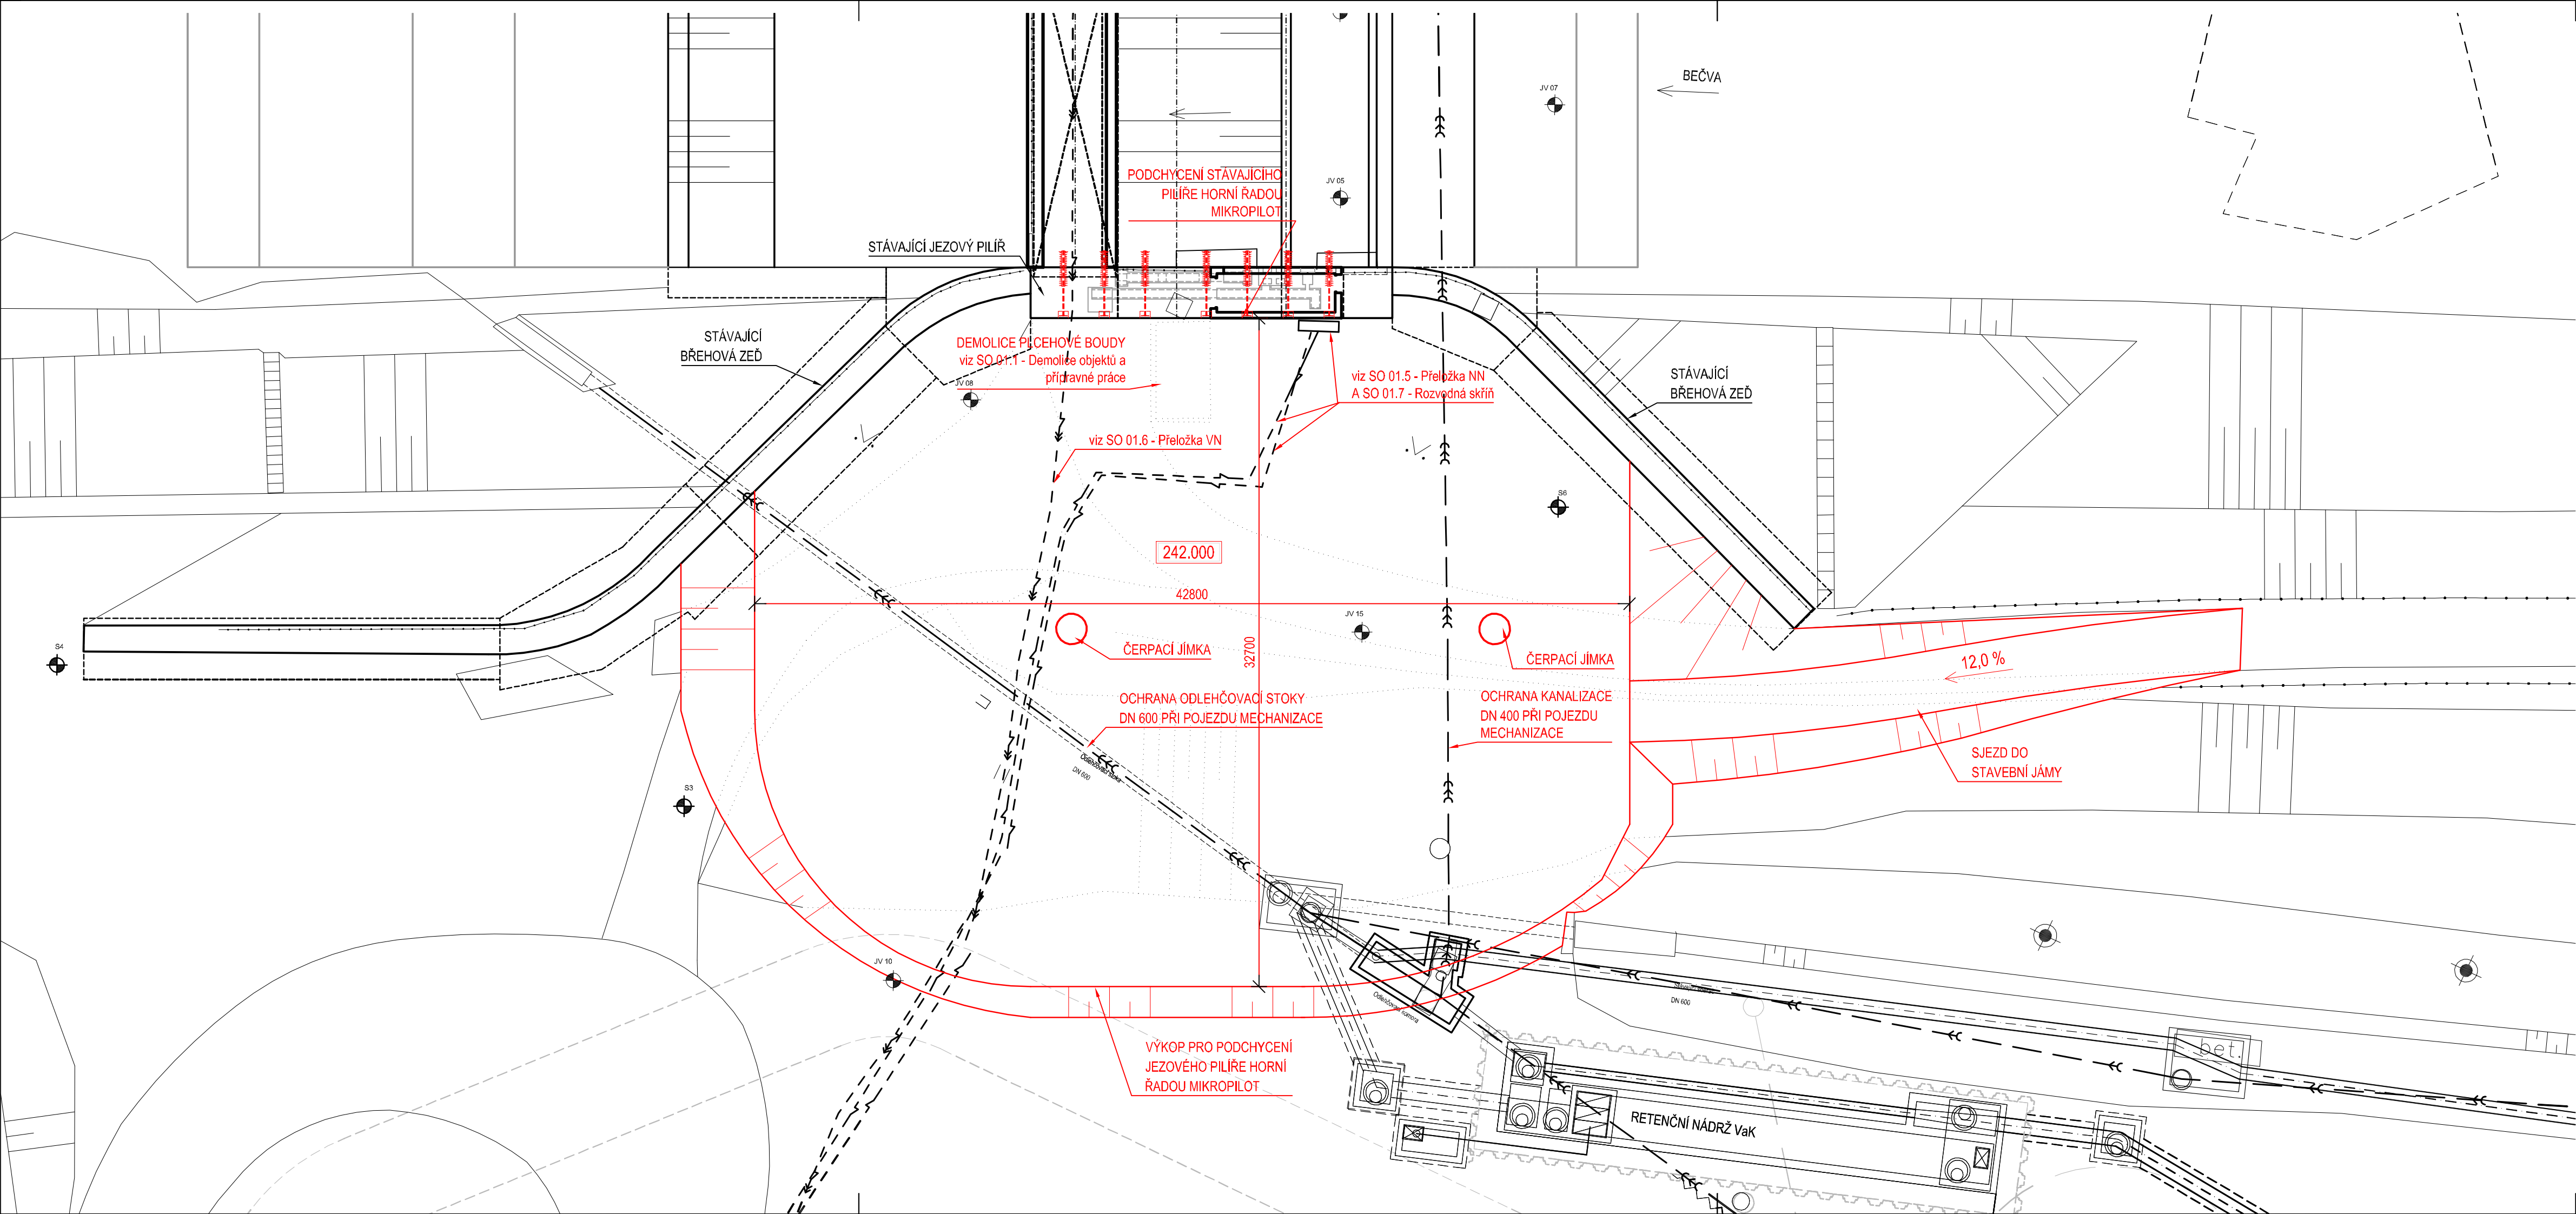 BEČVA
JV 07
JV 05
PODCHYCENÍ STÁVAJÍCÍHO
PILÍŘE HORNÍ ŘADOU
MIKROPILOT
STÁVAJÍCÍ JEZOVÝ PILÍŘ
STÁVAJÍCÍ
BŘEHOVÁ ZEĎ
DEMOLICE PLCEHOVÉ BOUDY
viz SO 01.1 - Demolice objektů a
přípravné práce
JV 08
viz SO 01.5 - Přeložka NN
A SO 01.7 - Rozvodná skříň
STÁVAJÍCÍ
BŘEHOVÁ ZEĎ
viz SO 01.6 - Přeložka VN
S6
242.000
42800
JV 15
32700
S4
ČERPACÍ JÍMKA
ČERPACÍ JÍMKA
12,0 %
OCHRANA ODLEHČOVACÍ STOKY
DN 600 PŘI POJEZDU MECHANIZACE
OCHRANA KANALIZACE
DN 400 PŘI POJEZDU
MECHANIZACE
SJEZD DO
STAVEBNÍ JÁMY
DN 600
S3
JV 10
Odlehčovací komora
DN 600
VÝKOP PRO PODCHYCENÍ
JEZOVÉHO PILÍŘE HORNÍ
ŘADOU MIKROPILOT
bet.
RETENČNÍ NÁDRŽ VaK